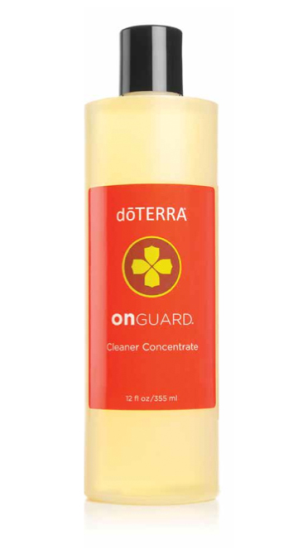 dōTERRA®
onGUARD®
Cleaner Concentrate
12 fl oz/355 ml